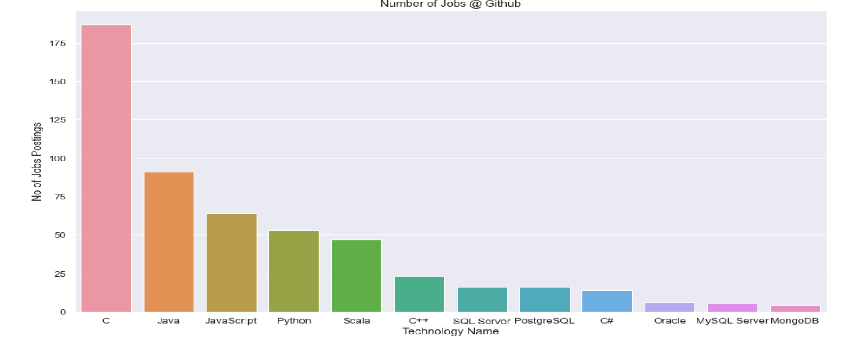 Number of Jobs @ Github
No of Jobs Postings
175
150
125
100
75
50
25
0
C Java JavaScript Python Scala C++ SQL Server PostgreSQL C# Oracle MySQL Server MongoDB
Technology Name